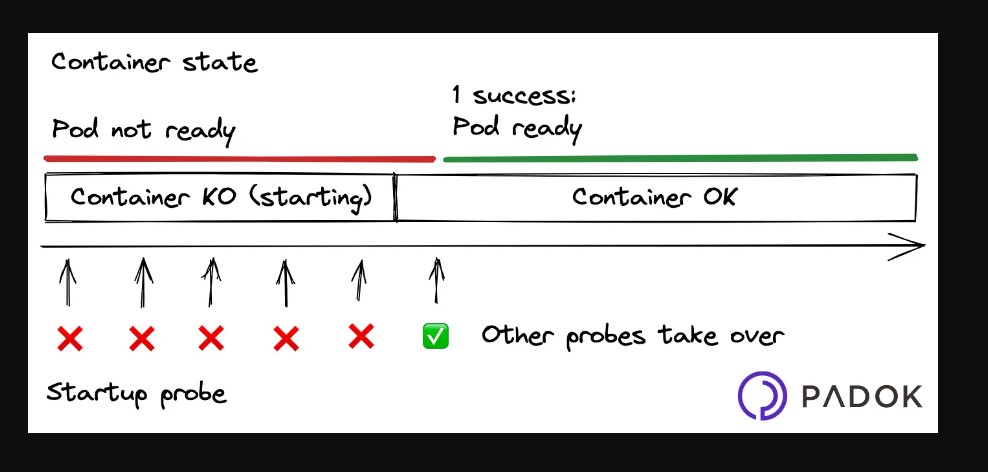 Container state
1 success:
Pod not ready
Pod ready
Container KO (starting)
Container OK
Other probes take over
Startup probe
PADOK